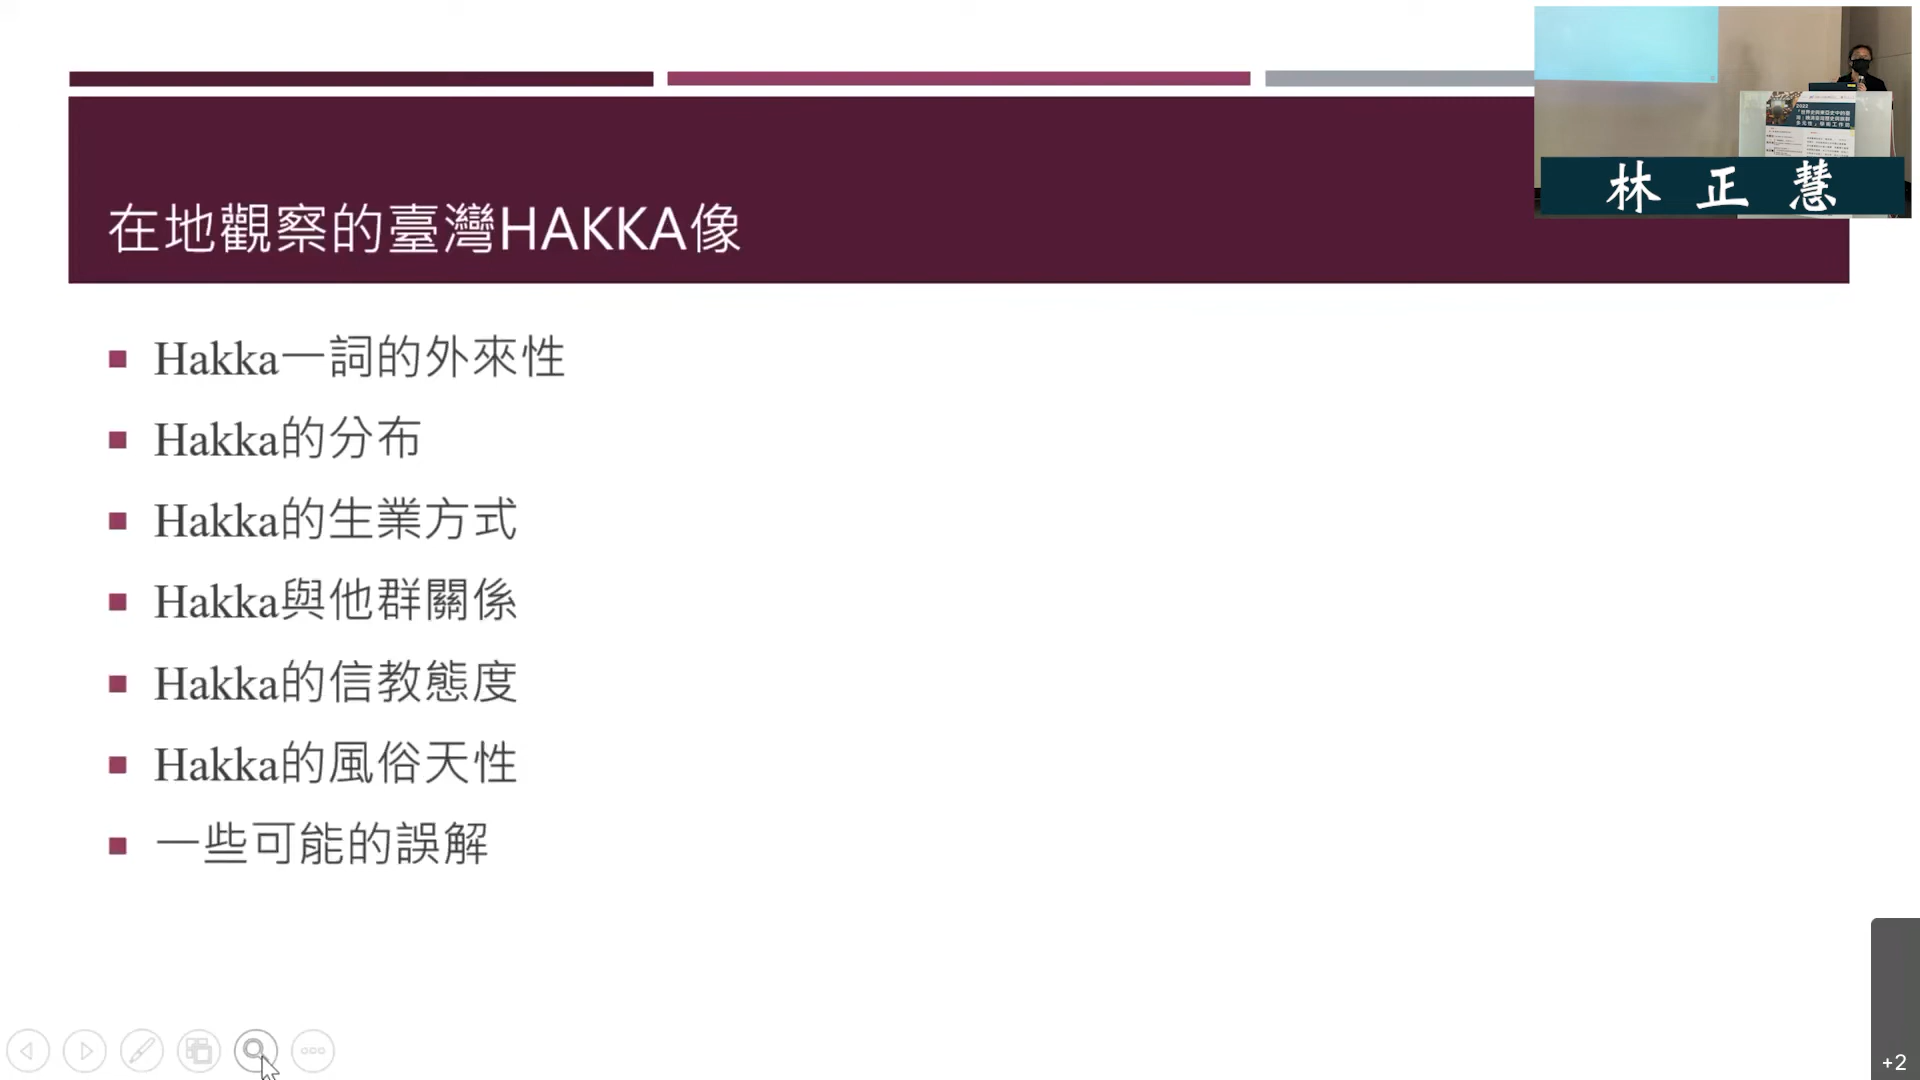 在地觀察的臺灣HAKKA像
Hakka一詞的外來性
Hakka的分布
Hakka的生業方式
Hakka與他群關係
Hakka的信教態度
Hakka的風俗天性
一些可能的誤解
林正慧
2022
+2